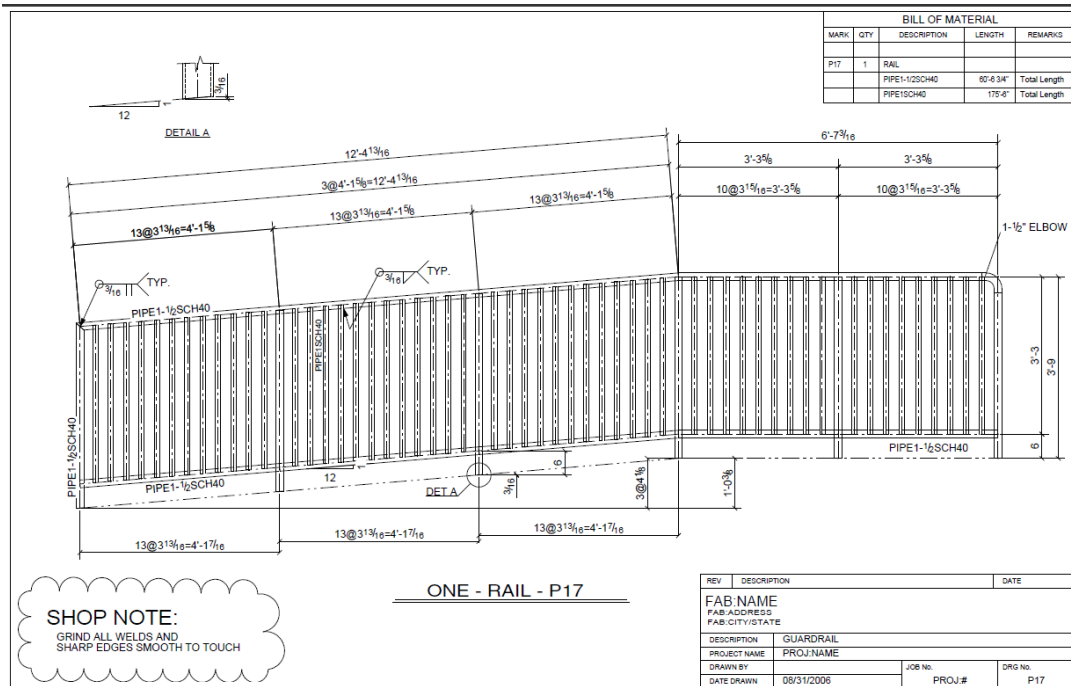 BILL OF MATERIAL
MARK QTY DESCRIPTION LENGTH REMARKS
P17 1 RAIL
PIPE1-1/2SCH40 60'-6 3/4" Total Length
PIPE1SCH40 175'-6" Total Length
3/16
1
12
DETAIL A
6'-7 3/16
12'-4 13/16
3'-3 5/8 3'-3 5/8
3@4'-1 5/8=12'-4 13/16
10@3 15/16=3'-3 5/8 10@3 15/16=3'-3 5/8
13@3 13/16=4'-1 5/8
13@3 13/16=4'-1 5/8
13@3 13/16=4'-1 5/8
1-1/2" ELBOW
3/16 TYP.
3/16 TYP.
PIPE1-1/2SCH40
PIPE1SCH40
3'-3
3'-9
PIPE1-1/2SCH40
PIPE1-1/2SCH40
6
1
12
PIPE1-1/2SCH40
6
DET A
3/16
3@4 1/8
1'-0 3/8
13@3 13/16=4'-1 7/16
13@3 13/16=4'-1 7/16
13@3 13/16=4'-1 7/16
ONE - RAIL - P17
SHOP NOTE:
GRIND ALL WELDS AND
SHARP EDGES SMOOTH TO TOUCH
REV DESCRIPTION DATE
FAB:NAME
FAB:ADDRESS
FAB:CITY/STATE
DESCRIPTION GUARDRAIL
PROJECT NAME PROJ:NAME
DRAWN BY JOB No. DRG No.
DATE DRAWN 08/31/2006 PROJ:# P17